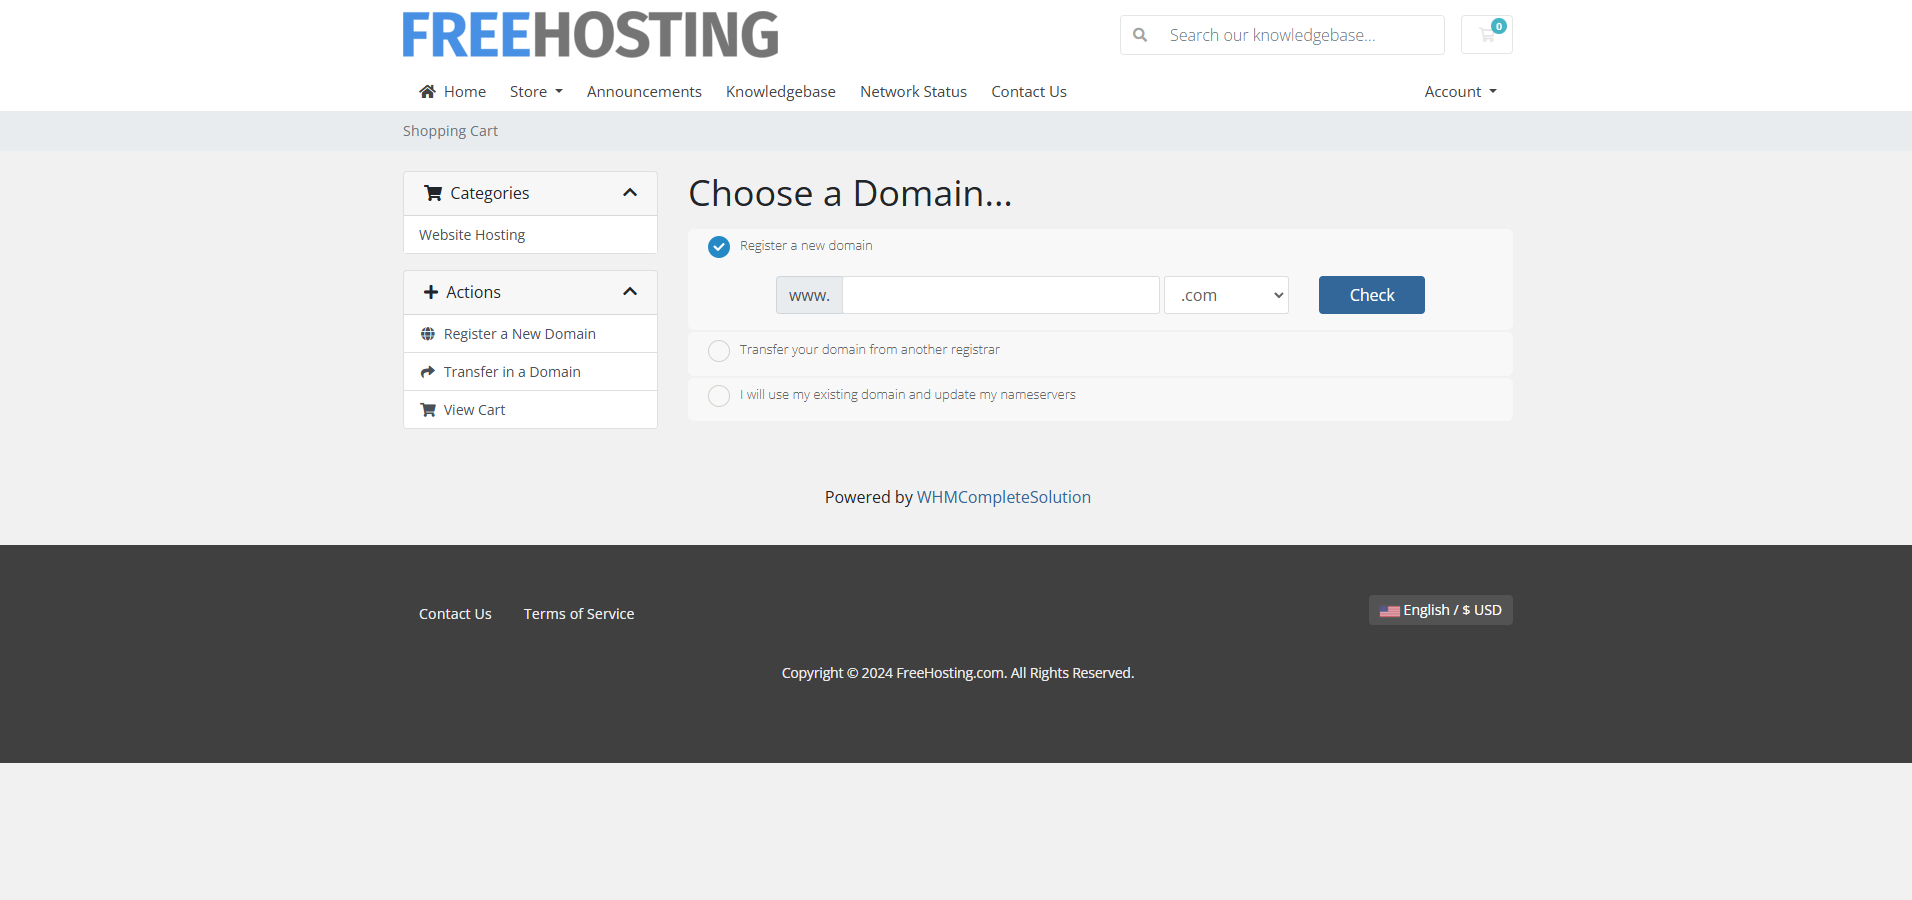 FREEHOSTING
Search our knowledgebase...
0
Home
Store
Announcements
Knowledgebase
Network Status
Contact Us
Account
Shopping Cart
Categories
Website Hosting
Actions
Register a New Domain
Transfer in a Domain
View Cart
Choose a Domain...
Register a new domain
www.
.com
Check
Transfer your domain from another registrar
I will use my existing domain and update my nameservers
Powered by WHMCompleteSolution
Contact Us
Terms of Service
English / $ USD
Copyright © 2024 FreeHosting.com. All Rights Reserved.